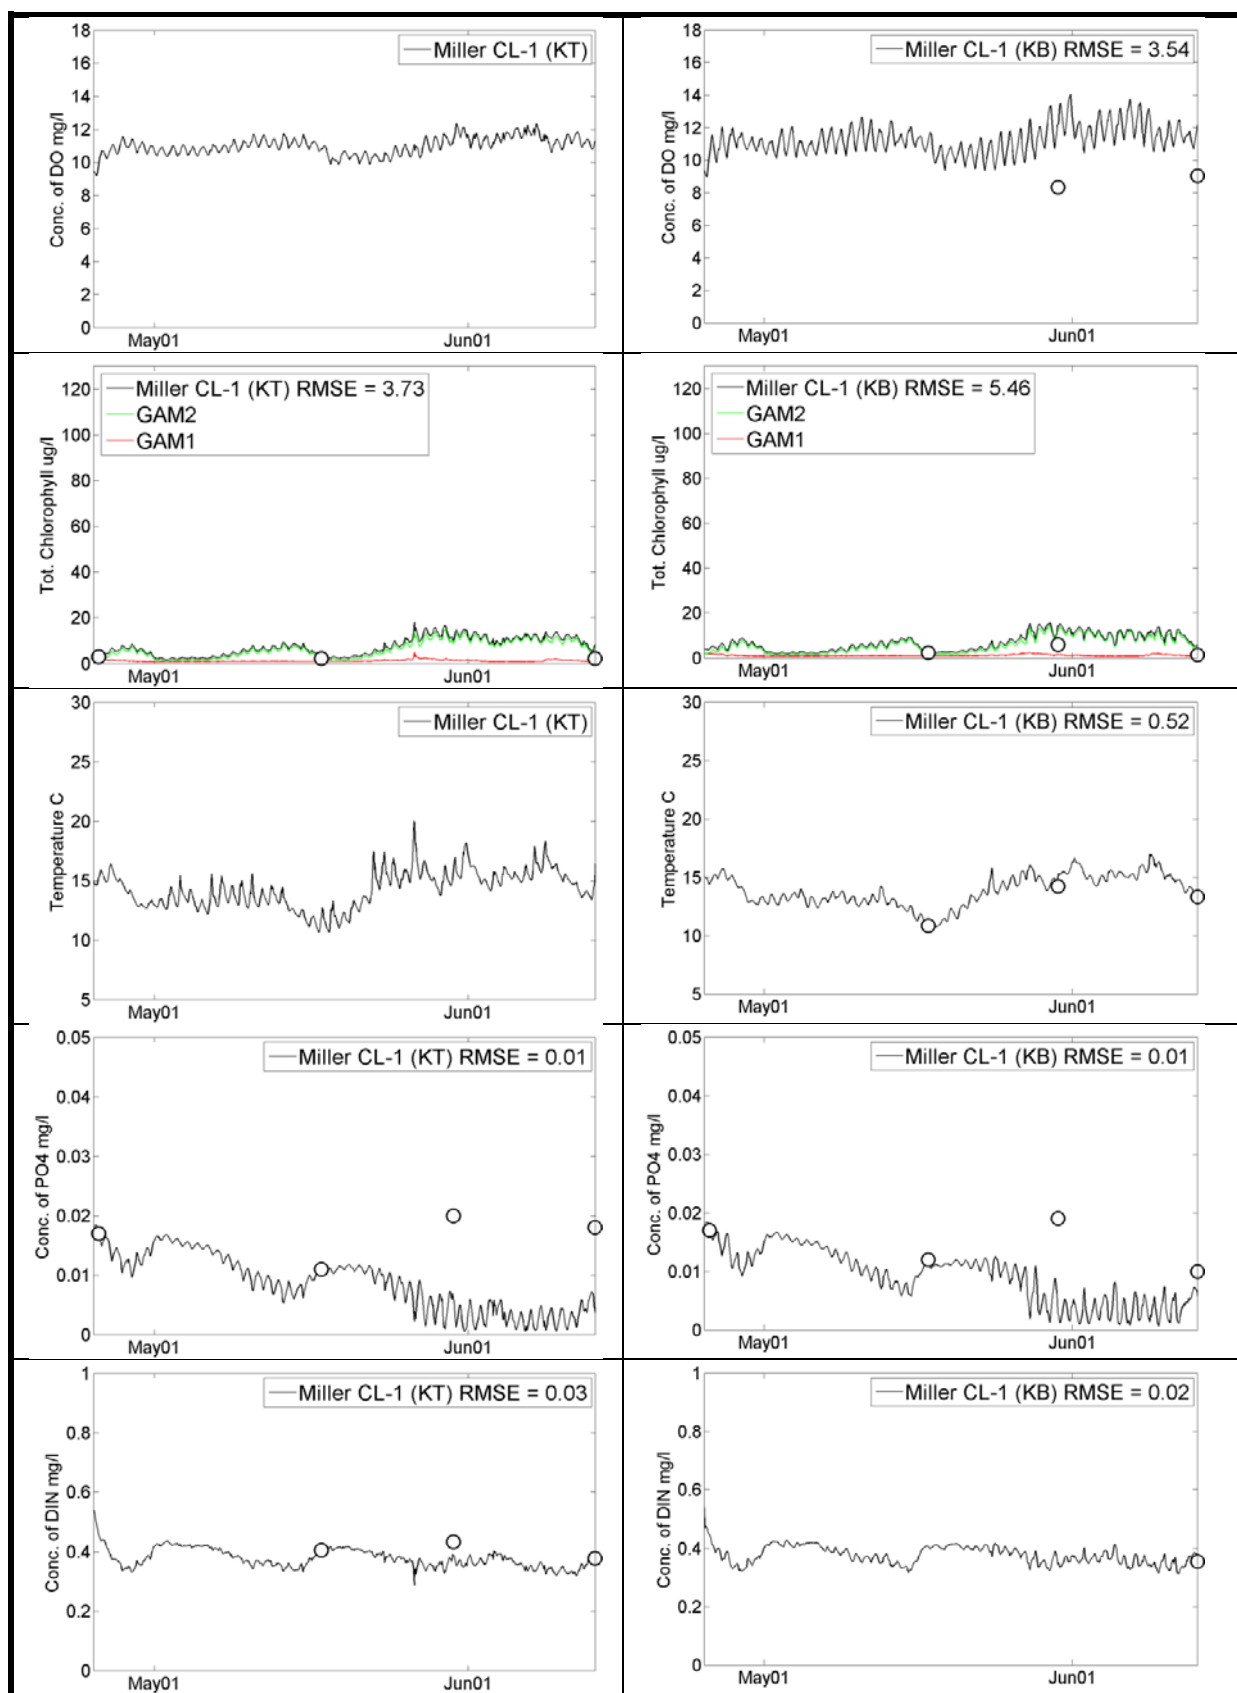 18
16
14
12
10
8
6
4
2
0
Conc. of DO mg/l
Miller CL-1 (KT)
May01
Jun01
18
16
14
12
10
8
6
4
2
0
Conc. of DO mg/l
Miller CL-1 (KB) RMSE = 3.54
May01
Jun01
120
100
80
60
40
20
0
Tot. Chlorophyll ug/l
Miller CL-1 (KT) RMSE = 3.73
GAM2
GAM1
May01
Jun01
120
100
80
60
40
20
0
Tot. Chlorophyll ug/l
Miller CL-1 (KB) RMSE = 5.46
GAM2
GAM1
May01
Jun01
30
25
20
15
10
5
Temperature C
Miller CL-1 (KT)
May01
Jun01
30
25
20
15
10
5
Temperature C
Miller CL-1 (KB) RMSE = 0.52
May01
Jun01
0.05
0.04
0.03
0.02
0.01
0
Conc. of PO4 mg/l
Miller CL-1 (KT) RMSE = 0.01
May01
Jun01
0.05
0.04
0.03
0.02
0.01
0
Conc. of PO4 mg/l
Miller CL-1 (KB) RMSE = 0.01
May01
Jun01
1
0.8
0.6
0.4
0.2
0
Conc. of DIN mg/l
Miller CL-1 (KT) RMSE = 0.03
May01
Jun01
1
0.8
0.6
0.4
0.2
0
Conc. of DIN mg/l
Miller CL-1 (KB) RMSE = 0.02
May01
Jun01